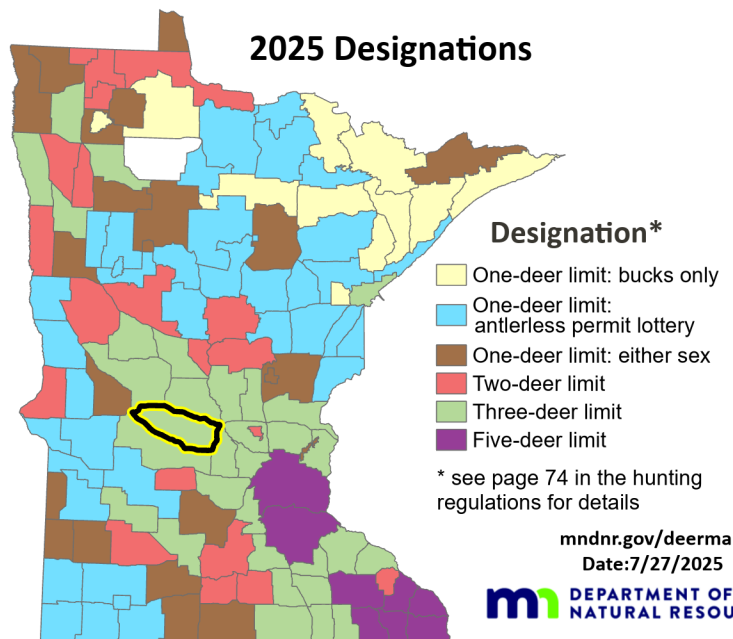 2025 Designations
Designation*
One-deer limit: bucks only
One-deer limit:
antlerless permit lottery
One-deer limit: either sex
Two-deer limit
Three-deer limit
Five-deer limit
* see page 74 in the hunting
regulations for details
mndnr.gov/deerma
Date:7/27/2025
mn DEPARTMENT OF
NATURAL RESOU